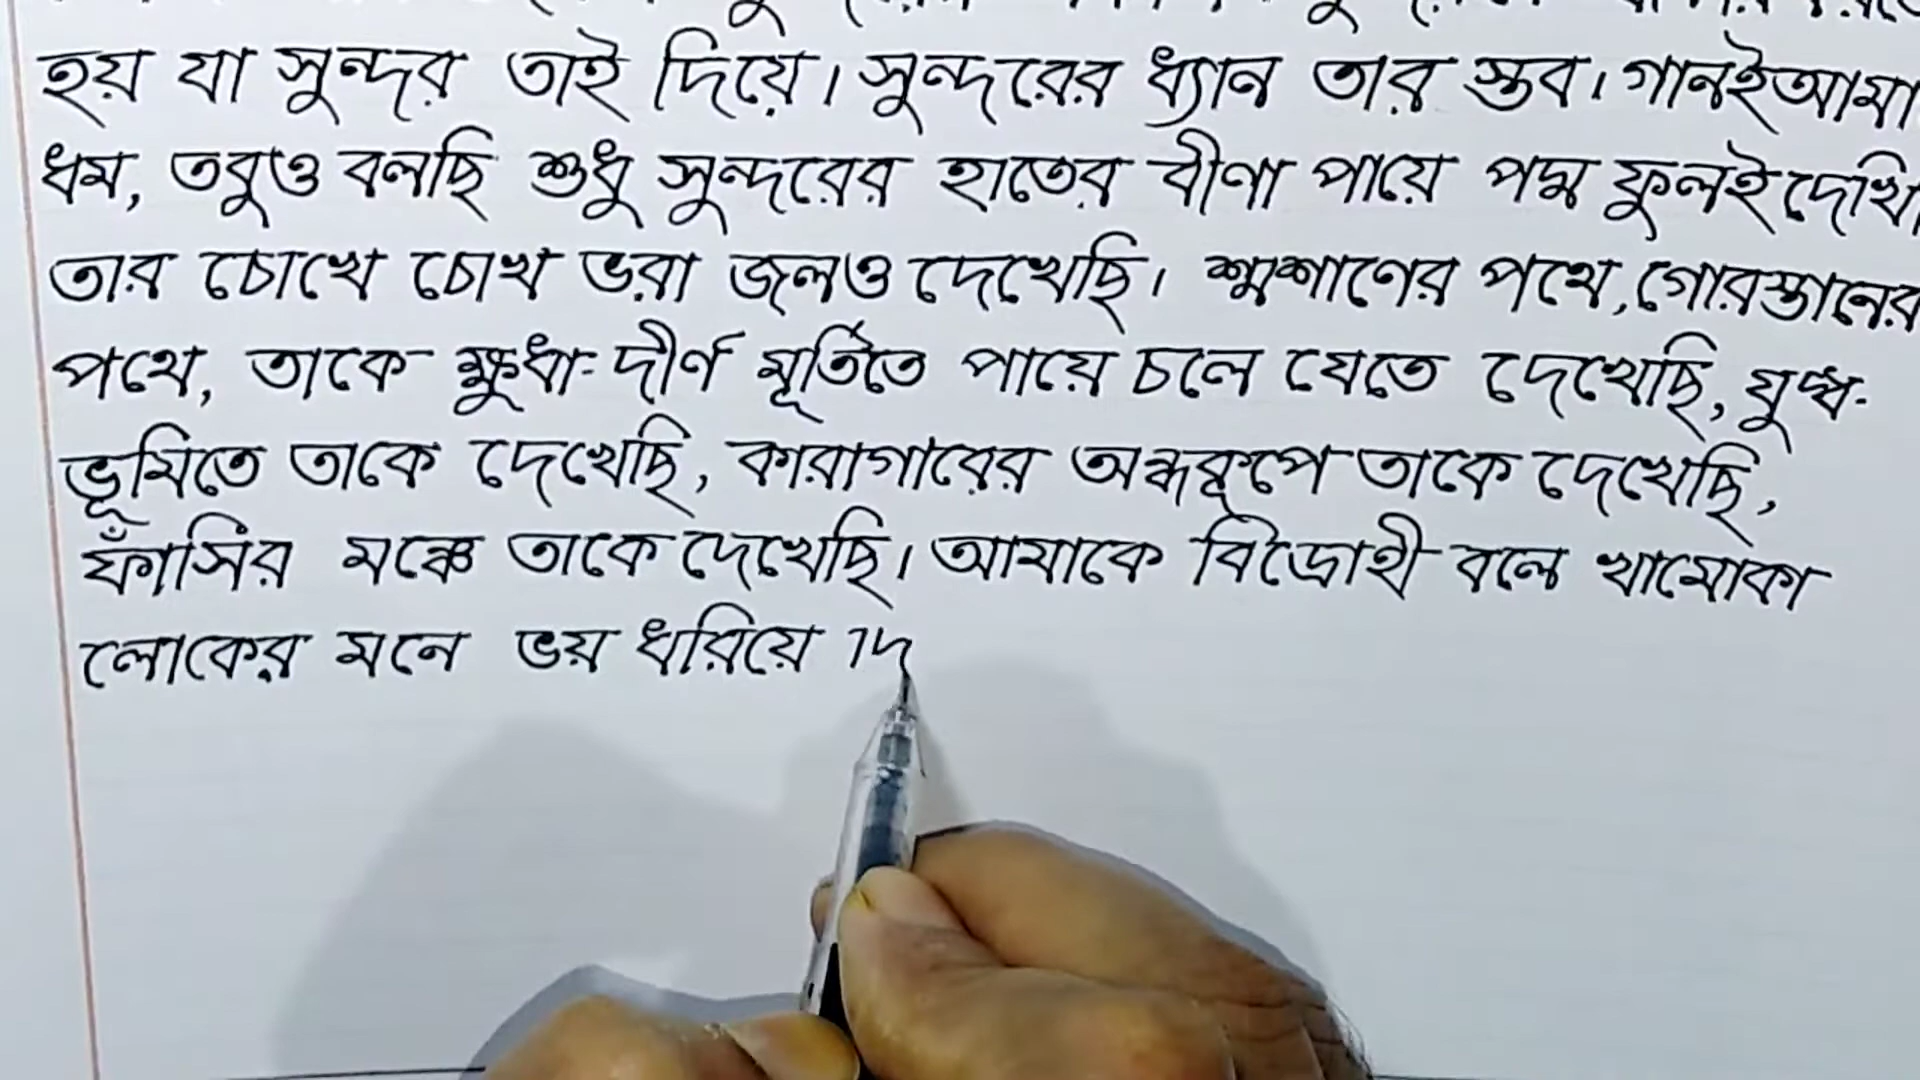 হয় যা সুন্দর তাই দিয়ে। সুন্দরের ধ্যান তার স্তব। গানই আমা
ধম, তবুও বলছি শুধু সুন্দরের হাতের বীণা পায়ে পদ্ম ফুলই দেখি
তার চোখে চোখ ভরা জলও দেখেছি। শ্মশাণের পথে, গোরস্তানের
পথে, তাকে ক্ষুধা-দীর্ণ মূর্তিতে পায়ে চলে যেতে দেখেছি, যুদ্ধ-
ভূমিতে তাকে দেখেছি, কারাগারের অন্ধকূপে তাকে দেখেছি,
ফাঁসির মঞ্চে তাকে দেখেছি। আমাকে বিদ্রোহী বলে খামোকা
লোকের মনে ভয় ধরিয়ে